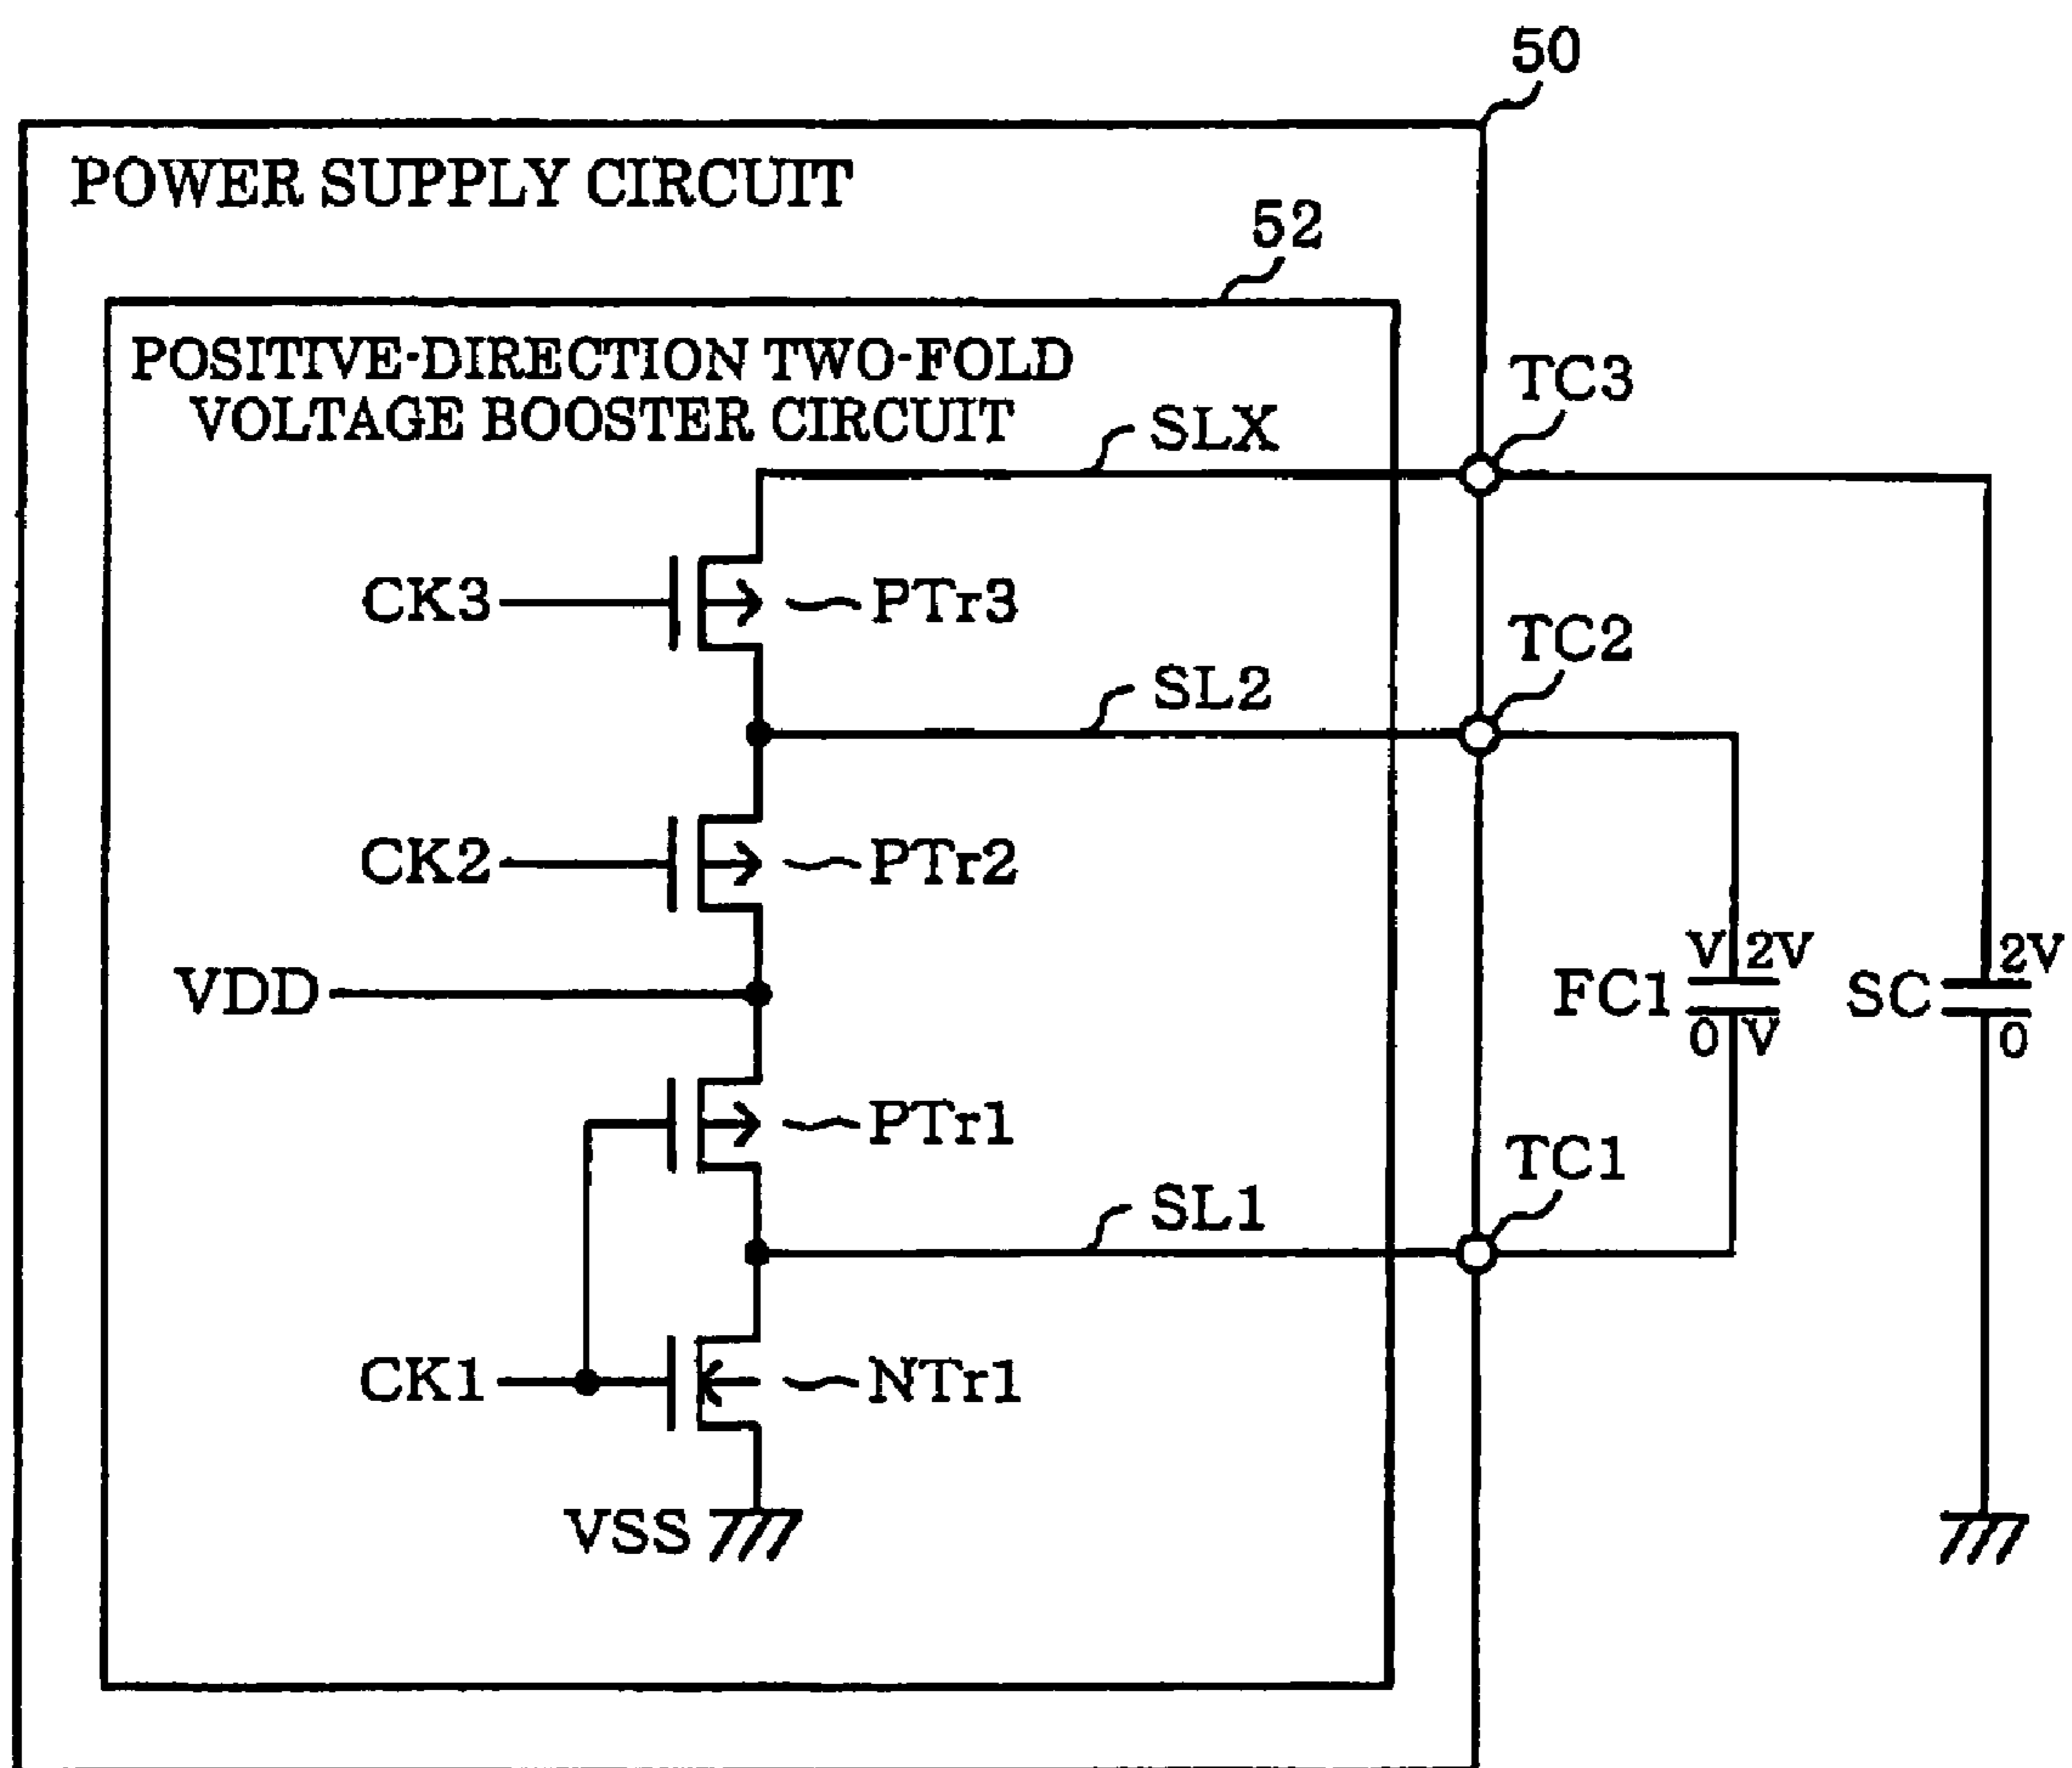 50
POWER SUPPLY CIRCUIT
52
POSITIVE-DIRECTION TWO-FOLD
VOLTAGE BOOSTER CIRCUIT
TC3
SLX
CK3
PTr3
TC2
SL2
CK2
PTr2
V 2V
2V
VDD
FC1
SC
0 V
0
PTr1
TC1
SL1
CK1
NTr1
VSS